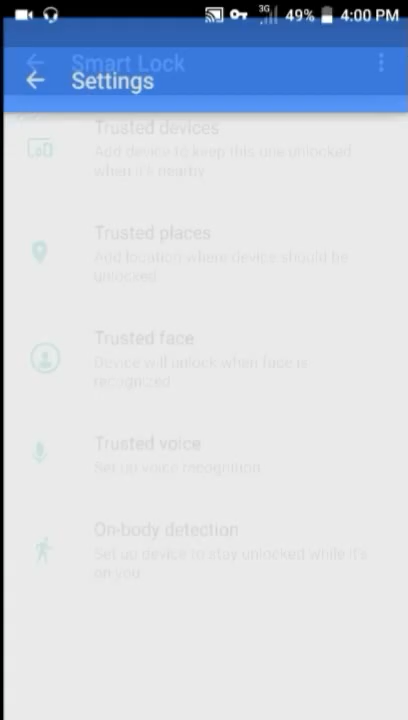 3G 49% 4:00 PM
Smart Lock
Settings
Trusted devices
Add device to keep this one unlocked
when it's nearby
Trusted places
Add location where device should be
unlocked
Trusted face
Device will unlock when face is
recognized
Trusted voice
Set up voice recognition
On-body detection
Set up device to stay unlocked while it's
on you